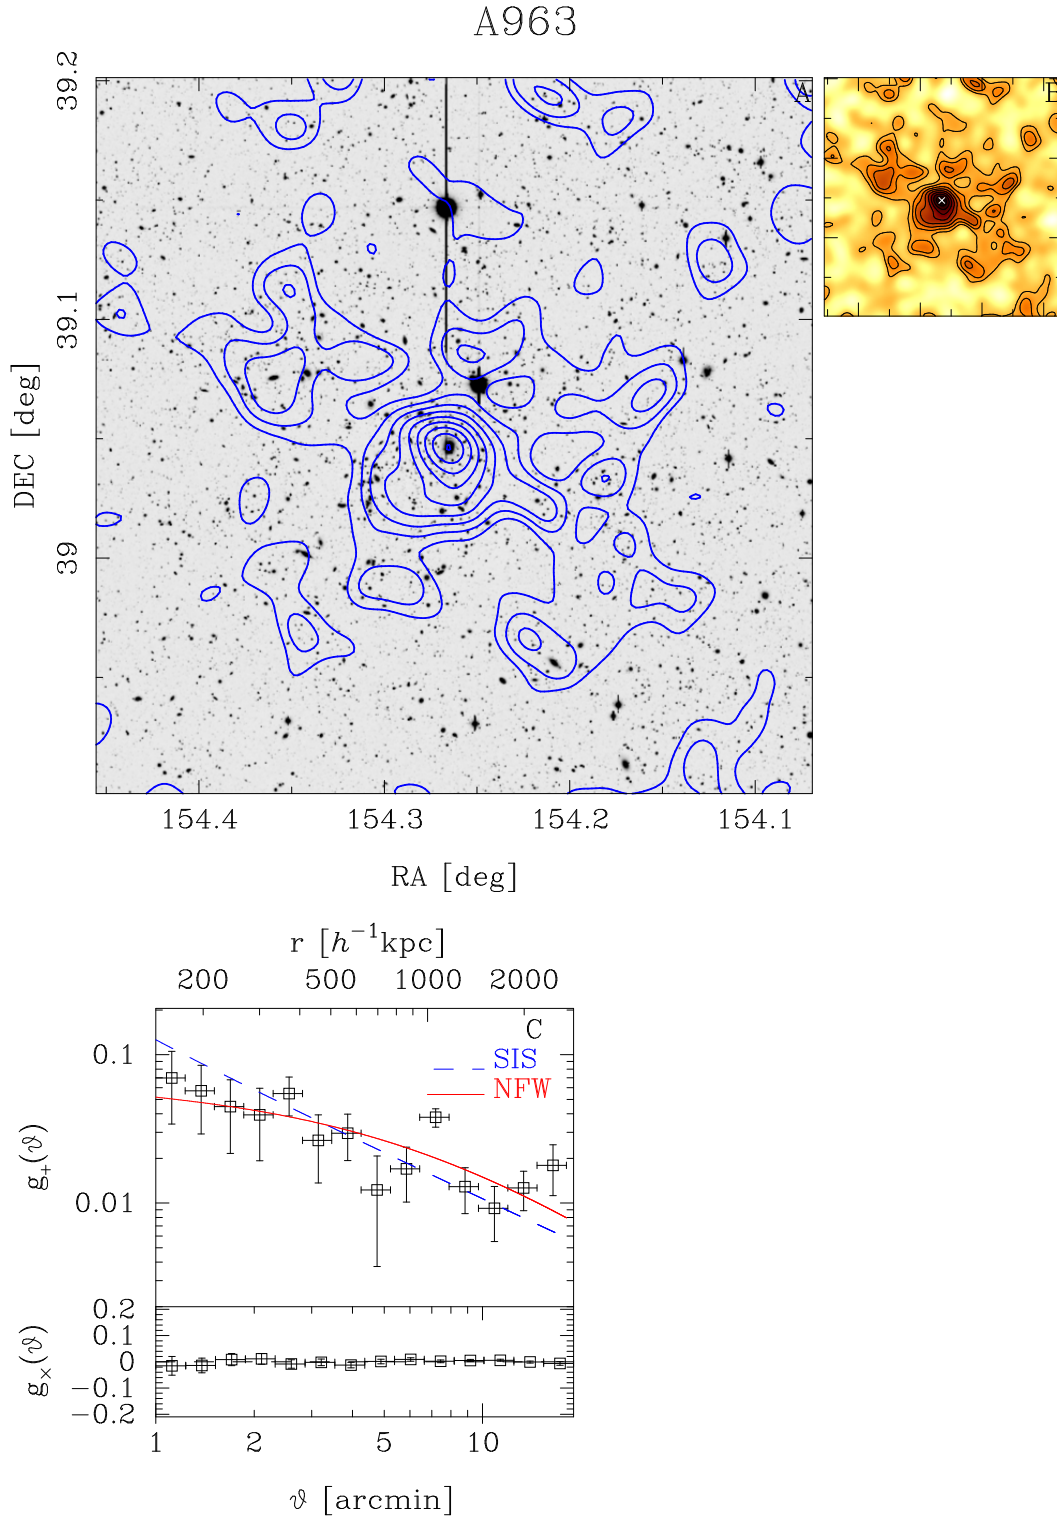 A963
A
B
39.2
39.1
39
DEC [deg]
154.4 154.3 154.2 154.1
RA [deg]
r [h⁻¹kpc]
200 500 1000 2000
C
SIS
NFW
0.1
0.01
g₊(ϑ)
0.2
0.1
0
−0.1
−0.2
g×(ϑ)
1 2 5 10
ϑ [arcmin]